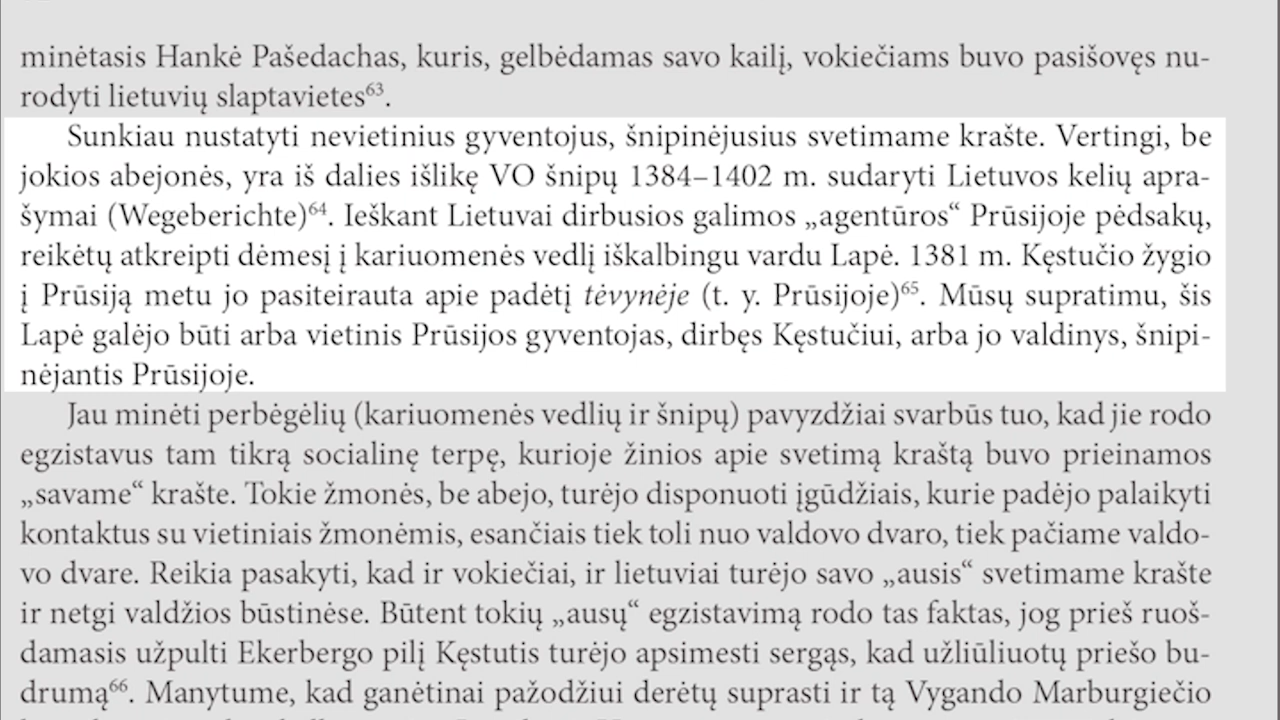 minėtasis Hankė Pašedachas, kuris, gelbėdamas savo kailį, vokiečiams buvo pasišovęs nu-
rodyti lietuvių slaptavietes⁶³.
Sunkiau nustatyti nevietinius gyventojus, šnipinėjusius svetimame krašte. Vertingi, be
jokios abejonės, yra iš dalies išlikę VO šnipų 1384–1402 m. sudaryti Lietuvos kelių apra-
šymai (Wegeberichte)⁶⁴. Ieškant Lietuvai dirbusios galimos „agentūros“ Prūsijoje pėdsakų,
reikėtų atkreipti dėmesį į kariuomenės vedlį iškalbingu vardu Lapė. 1381 m. Kęstučio žygio
į Prūsiją metu jo pasiteirauta apie padėtį tėvynėje (t. y. Prūsijoje)⁶⁵. Mūsų supratimu, šis
Lapė galėjo būti arba vietinis Prūsijos gyventojas, dirbęs Kęstučiui, arba jo valdinys, šnipi-
nėjantis Prūsijoje.
Jau minėti perbėgėlių (kariuomenės vedlių ir šnipų) pavyzdžiai svarbūs tuo, kad jie rodo
egzistavus tam tikrą socialinę terpę, kurioje žinios apie svetimą kraštą buvo prieinamos
„savame“ krašte. Tokie žmonės, be abejo, turėjo disponuoti įgūdžiais, kurie padėjo palaikyti
kontaktus su vietiniais žmonėmis, esančiais tiek toli nuo valdovo dvaro, tiek pačiame valdo-
vo dvare. Reikia pasakyti, kad ir vokiečiai, ir lietuviai turėjo savo „ausis“ svetimame krašte
ir netgi valdžios būstinėse. Būtent tokių „ausų“ egzistavimą rodo tas faktas, jog prieš ruoš-
damasis užpulti Ekerbergo pilį Kęstutis turėjo apsimesti sergąs, kad užliūliuotų priešo bu-
drumą⁶⁶. Manytume, kad ganėtinai pažodžiui derėtų suprasti ir tą Vygando Marburgiečio